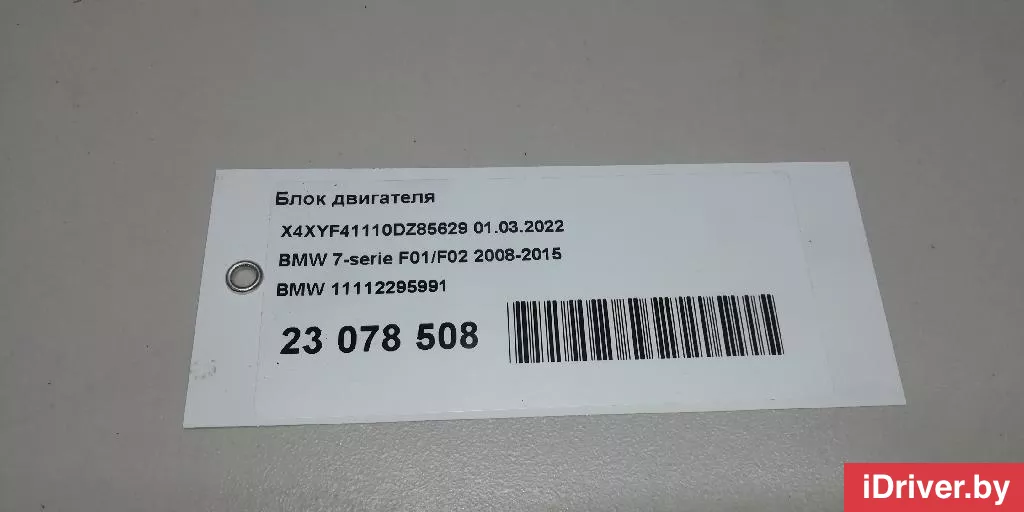 Блок двигателя
X4XYF41110DZ85629 01.03.2022
BMW 7-serie F01/F02 2008-2015
BMW 11112295991
23 078 508
iDriver.by